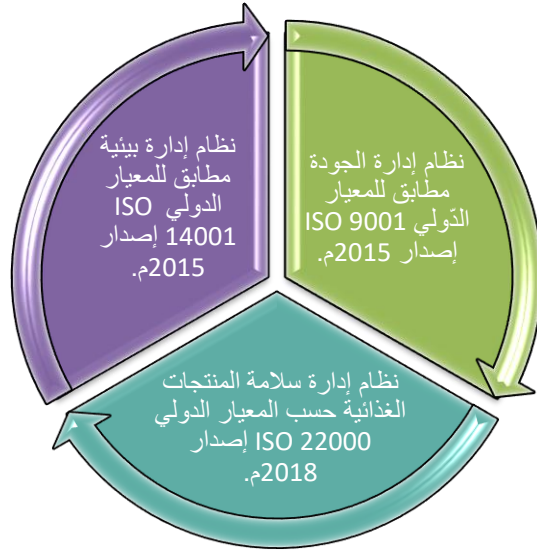 نظام إدارة الجودة
مطابق للمعيار
الدّولي ISO 9001
إصدار 2015م.
نظام إدارة سلامة المنتجات
الغذائية حسب المعيار الدولي
ISO 22000 إصدار
2018م.
نظام إدارة بيئية
مطابق للمعيار
الدولي ISO
14001 إصدار
2015م.